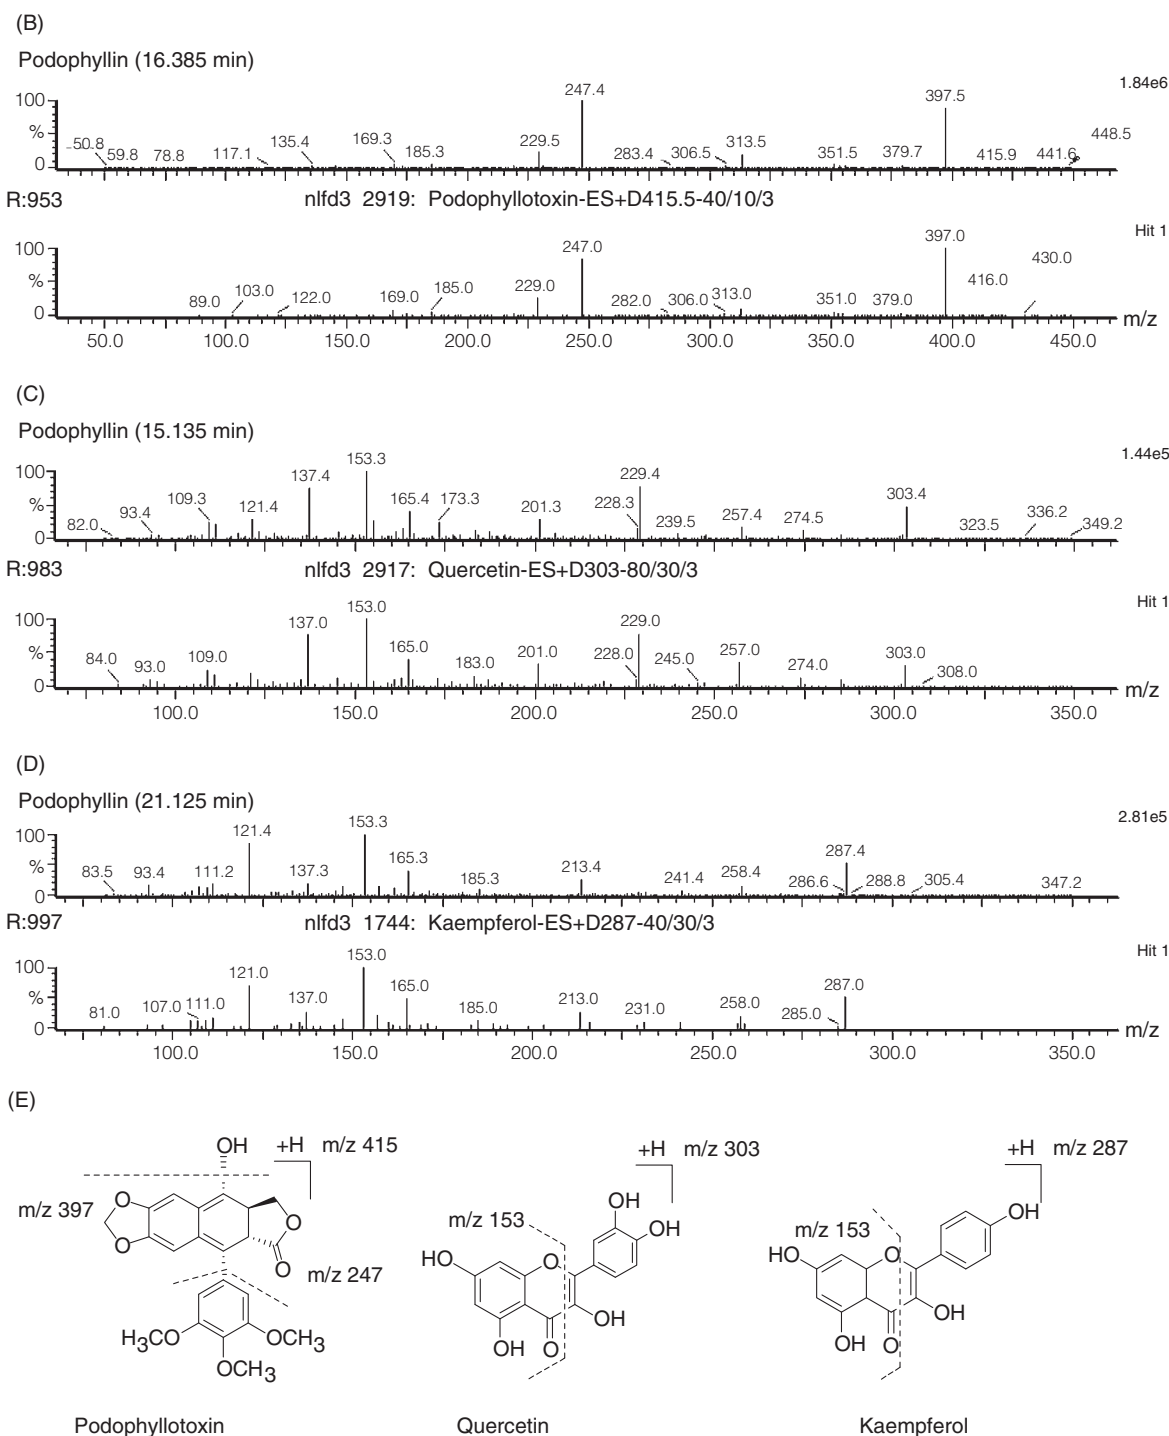 (B)
Podophyllin (16.385 min)
1.84e6
100
%
0
50.8
59.8
78.8
117.1
135.4
169.3
185.3
229.5
247.4
283.4
306.5
313.5
351.5
379.7
397.5
415.9
441.6
448.5
R:953
nlfd3 2919: Podophyllotoxin-ES+D415.5-40/10/3
Hit 1
100
%
0
89.0
103.0
122.0
169.0
185.0
229.0
247.0
282.0
306.0
313.0
351.0
379.0
397.0
416.0
430.0
m/z
50.0 100.0 150.0 200.0 250.0 300.0 350.0 400.0 450.0
(C)
Podophyllin (15.135 min)
1.44e5
100
%
0
82.0
93.4
109.3
121.4
137.4
153.3
165.4
173.3
201.3
228.3
229.4
239.5
257.4
274.5
303.4
323.5
336.2
349.2
R:983
nlfd3 2917: Quercetin-ES+D303-80/30/3
Hit 1
100
%
0
84.0
93.0
109.0
137.0
153.0
165.0
183.0
201.0
228.0
229.0
245.0
257.0
274.0
303.0
308.0
m/z
100.0 150.0 200.0 250.0 300.0 350.0
(D)
Podophyllin (21.125 min)
2.81e5
100
%
0
83.5
93.4
111.2
121.4
137.3
153.3
165.3
185.3
213.4
241.4
258.4
286.6
287.4
288.8
305.4
347.2
R:997
nlfd3 1744: Kaempferol-ES+D287-40/30/3
Hit 1
100
%
0
81.0
107.0
111.0
121.0
137.0
153.0
165.0
185.0
213.0
231.0
258.0
285.0
287.0
m/z
100.0 150.0 200.0 250.0 300.0 350.0
(E)
OH
+H m/z 415
m/z 397
O
O
O
O
m/z 247
H3CO
OCH3
OCH3
Podophyllotoxin
+H m/z 303
OH
OH
m/z 153
HO
O
OH
OH
O
Quercetin
+H m/z 287
OH
m/z 153
HO
O
OH
OH
O
Kaempferol